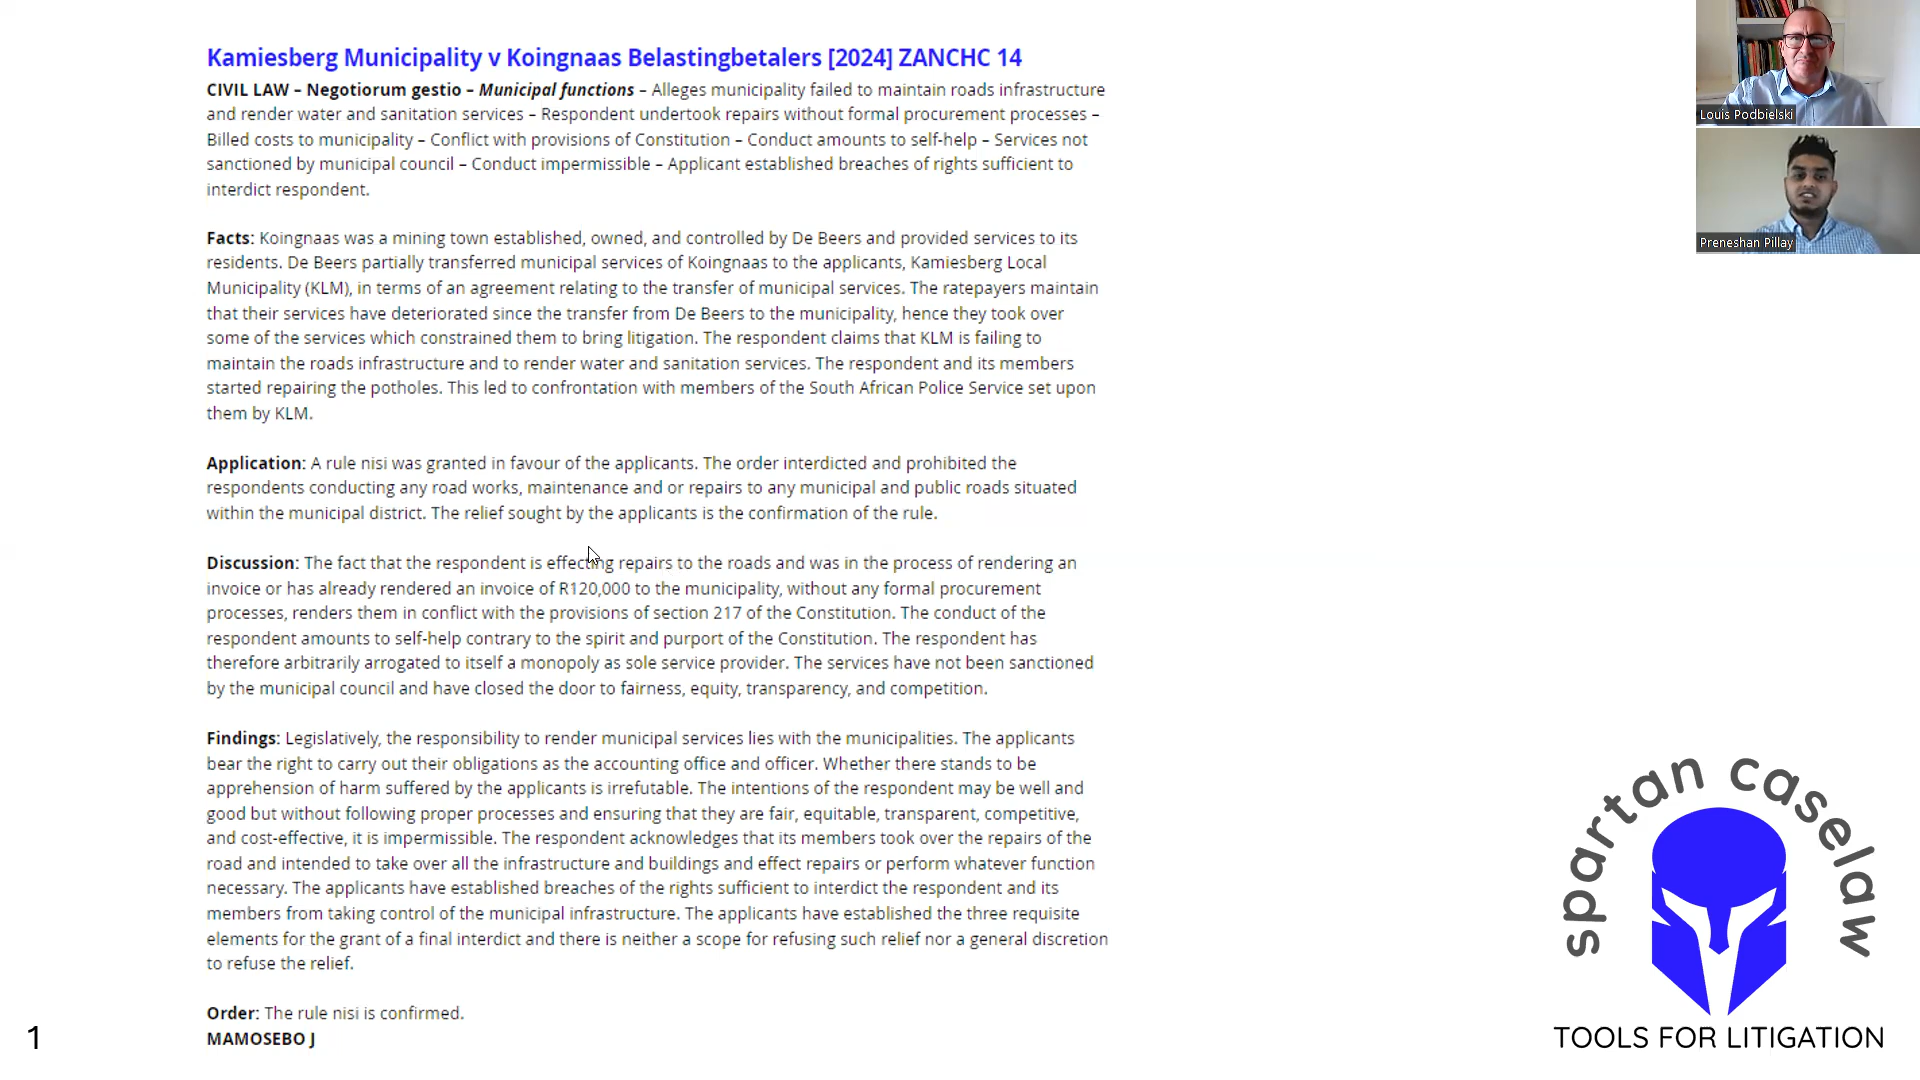 Kamiesberg Municipality v Koingnaas Belastingbetalers [2024] ZANCHC 14
CIVIL LAW – Negotiorum gestio – Municipal functions – Alleges municipality failed to maintain roads infrastructure
and render water and sanitation services – Respondent undertook repairs without formal procurement processes –
Billed costs to municipality – Conflict with provisions of Constitution – Conduct amounts to self-help – Services not
sanctioned by municipal council – Conduct impermissible – Applicant established breaches of rights sufficient to
interdict respondent.
Facts: Koingnaas was a mining town established, owned, and controlled by De Beers and provided services to its
residents. De Beers partially transferred municipal services of Koingnaas to the applicants, Kamiesberg Local
Municipality (KLM), in terms of an agreement relating to the transfer of municipal services. The ratepayers maintain
that their services have deteriorated since the transfer from De Beers to the municipality, hence they took over
some of the services which constrained them to bring litigation. The respondent claims that KLM is failing to
maintain the roads infrastructure and to render water and sanitation services. The respondent and its members
started repairing the potholes. This led to confrontation with members of the South African Police Service set upon
them by KLM.
Application: A rule nisi was granted in favour of the applicants. The order interdicted and prohibited the
respondents conducting any road works, maintenance and or repairs to any municipal and public roads situated
within the municipal district. The relief sought by the applicants is the confirmation of the rule.
Discussion: The fact that the respondent is effecting repairs to the roads and was in the process of rendering an
invoice or has already rendered an invoice of R120,000 to the municipality, without any formal procurement
processes, renders them in conflict with the provisions of section 217 of the Constitution. The conduct of the
respondent amounts to self-help contrary to the spirit and purport of the Constitution. The respondent has
therefore arbitrarily arrogated to itself a monopoly as sole service provider. The services have not been sanctioned
by the municipal council and have closed the door to fairness, equity, transparency, and competition.
Findings: Legislatively, the responsibility to render municipal services lies with the municipalities. The applicants
bear the right to carry out their obligations as the accounting office and officer. Whether there stands to be
apprehension of harm suffered by the applicants is irrefutable. The intentions of the respondent may be well and
good but without following proper processes and ensuring that they are fair, equitable, transparent, competitive,
and cost-effective, it is impermissible. The respondent acknowledges that its members took over the repairs of the
road and intended to take over all the infrastructure and buildings and effect repairs or perform whatever function
necessary. The applicants have established breaches of the rights sufficient to interdict the respondent and its
members from taking control of the municipal infrastructure. The applicants have established the three requisite
elements for the grant of a final interdict and there is neither a scope for refusing such relief nor a general discretion
to refuse the relief.
Order: The rule nisi is confirmed.
MAMOSEBO J
1
Louis Podbielski
Preneshan Pillay
spartan caselaw
TOOLS FOR LITIGATION